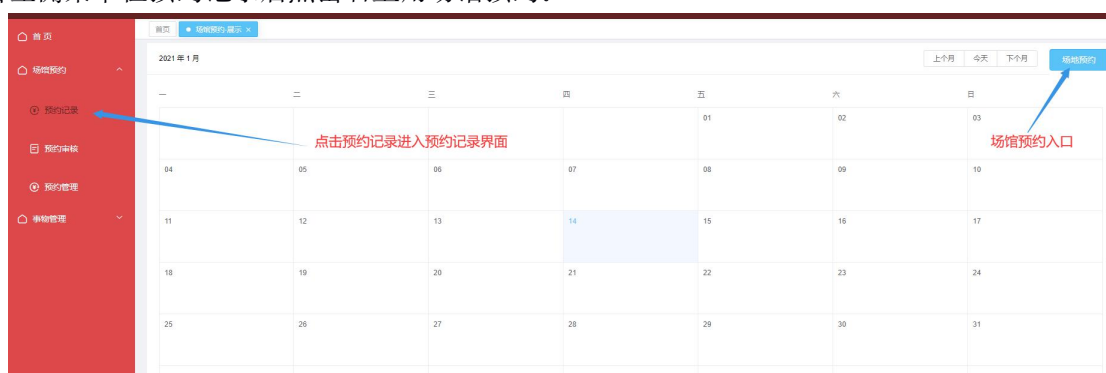 首页
场馆预约
预约记录
预约审核
预约管理
事物管理
首页 场馆预约-展示 ×
2021 年 1 月
上个月 今天 下个月 场地预约
一 二 三 四 五 六 日
01 02 03
点击预约记录进入预约记录界面
场馆预约入口
04 05 06 07 08 09 10
11 12 13 14 15 16 17
18 19 20 21 22 23 24
25 26 27 28 29 30 31